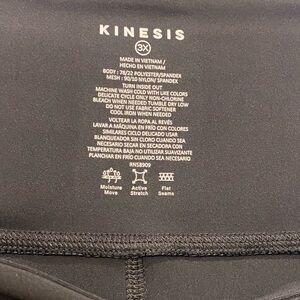 KINESIS
3X
MADE IN VIETNAM /
HECHO EN VIETNAM
BODY : 78/22 POLYESTER/SPANDEX
MESH : 90/10 NYLON/ SPANDEX
TURN INSIDE OUT
MACHINE WASH COLD WITH LIKE COLORS
DELICATE CYCLE ONLY NON-CHLORINE
BLEACH WHEN NEEDED TUMBLE DRY LOW
DO NOT USE FABRIC SOFTENER
COOL IRON WHEN NEEDED
VOLTEAR LA ROPA AL REVÉS
LAVAR A MÁQUINA EN FRÍO CON COLORES
SIMILARES CICLO DELICADO USAR
BLANQUEADOR SIN CLORO CUANDO SEA
NECESARIO SECAR EN SECADORA CON
TEMPERATURA BAJA NO UTILIZAR SUAVIZANTE
PLANCHAR EN FRÍO CUANDO SEA NECESARIO
RN58909
Moisture
Move
Active
Stretch
Flat
Seams